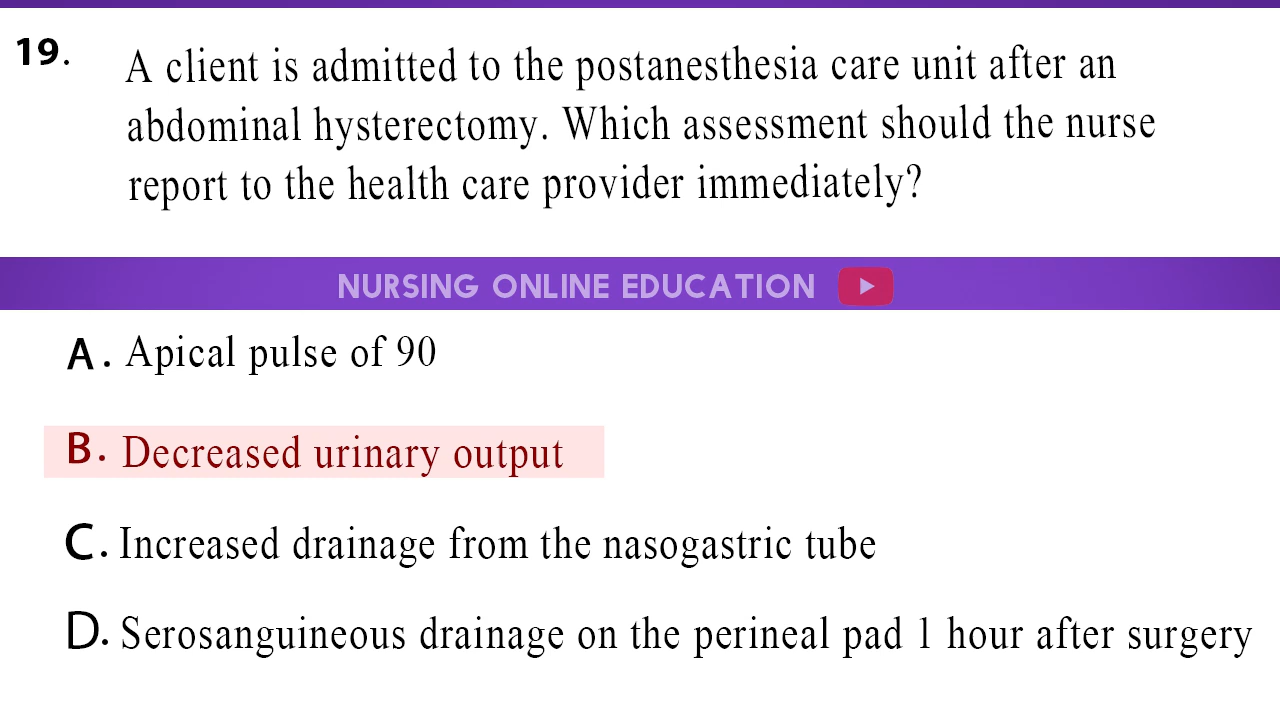 19.
A client is admitted to the postanesthesia care unit after an
abdominal hysterectomy. Which assessment should the nurse
report to the health care provider immediately?
NURSING ONLINE EDUCATION
A. Apical pulse of 90
B. Decreased urinary output
C. Increased drainage from the nasogastric tube
D. Serosanguineous drainage on the perineal pad 1 hour after surgery